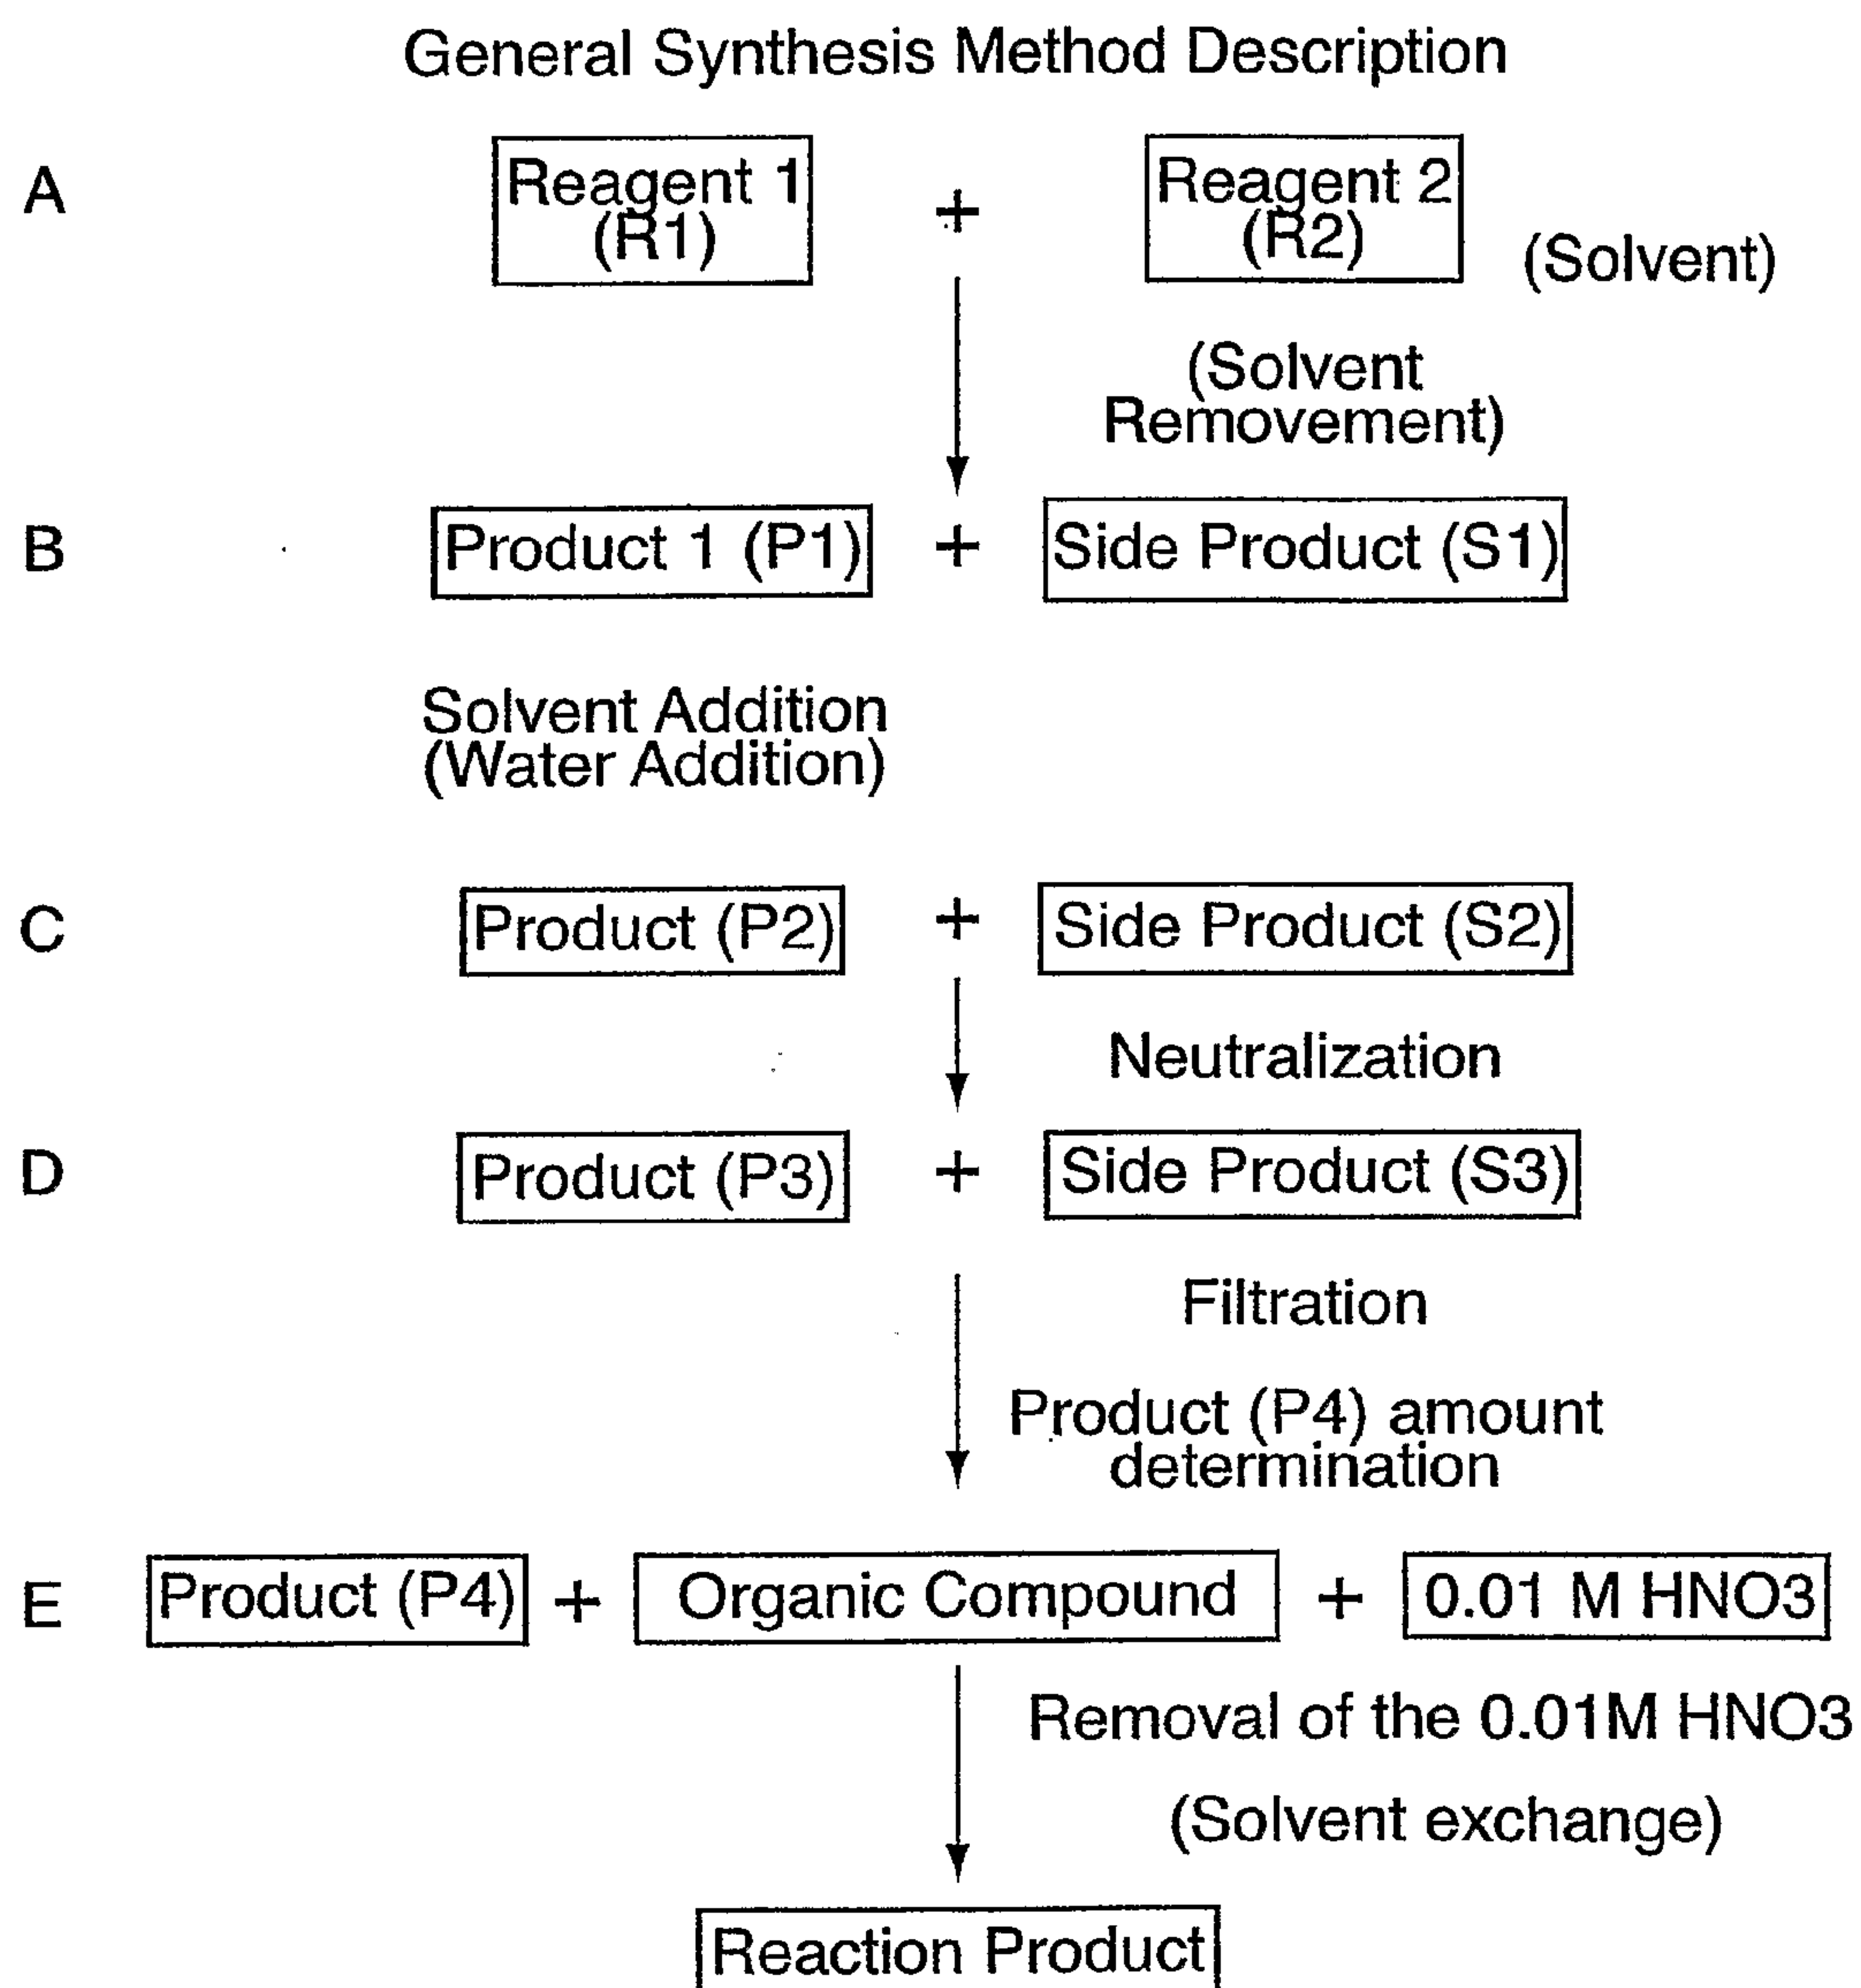 General Synthesis Method Description
A
Reagent 1
(R1)
+
Reagent 2
(R2)
(Solvent)
(Solvent
Removement)
B
Product 1 (P1)
+
Side Product (S1)
Solvent Addition
(Water Addition)
C
Product (P2)
+
Side Product (S2)
Neutralization
D
Product (P3)
+
Side Product (S3)
Filtration
Product (P4) amount
determination
E
Product (P4)
+
Organic Compound
+
0.01 M HNO3
Removal of the 0.01M HNO3
(Solvent exchange)
Reaction Product